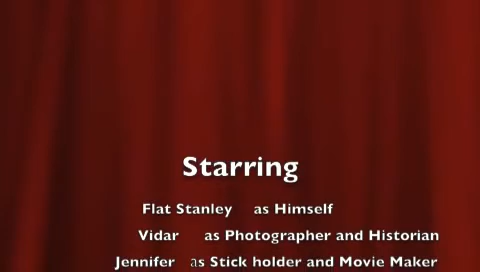 Starring
Flat Stanley as Himself
Vidar as Photographer and Historian
Jennifer as Stick holder and Movie Maker